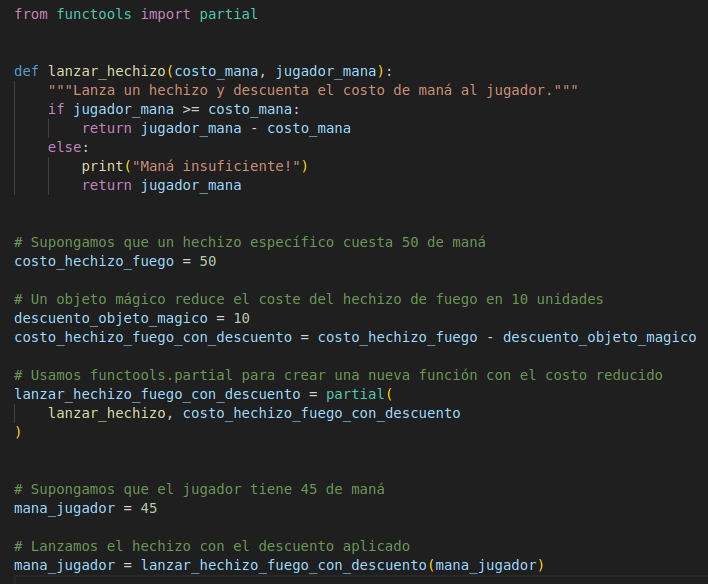 from functools import partial
def lanzar_hechizo(costo_mana, jugador_mana):
    """Lanza un hechizo y descuenta el costo de maná al jugador."""
    if jugador_mana >= costo_mana:
        return jugador_mana - costo_mana
    else:
        print("Maná insuficiente!")
        return jugador_mana
# Supongamos que un hechizo específico cuesta 50 de maná
costo_hechizo_fuego = 50
# Un objeto mágico reduce el coste del hechizo de fuego en 10 unidades
descuento_objeto_magico = 10
costo_hechizo_fuego_con_descuento = costo_hechizo_fuego - descuento_objeto_magico
# Usamos functools.partial para crear una nueva función con el costo reducido
lanzar_hechizo_fuego_con_descuento = partial(
    lanzar_hechizo, costo_hechizo_fuego_con_descuento
)
# Supongamos que el jugador tiene 45 de maná
mana_jugador = 45
# Lanzamos el hechizo con el descuento aplicado
mana_jugador = lanzar_hechizo_fuego_con_descuento(mana_jugador)